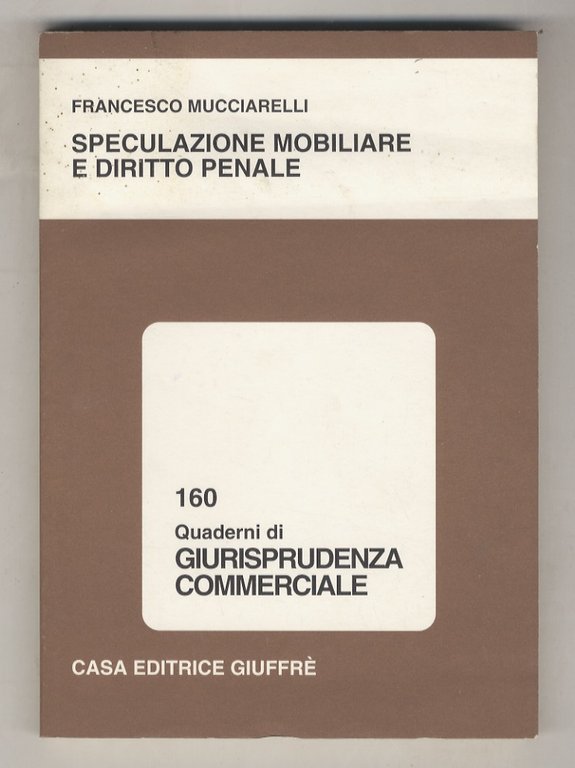 FRANCESCO MUCCIARELLI
SPECULAZIONE MOBILIARE
E DIRITTO PENALE
160
Quaderni di
GIURISPRUDENZA
COMMERCIALE
CASA EDITRICE GIUFFRÈ